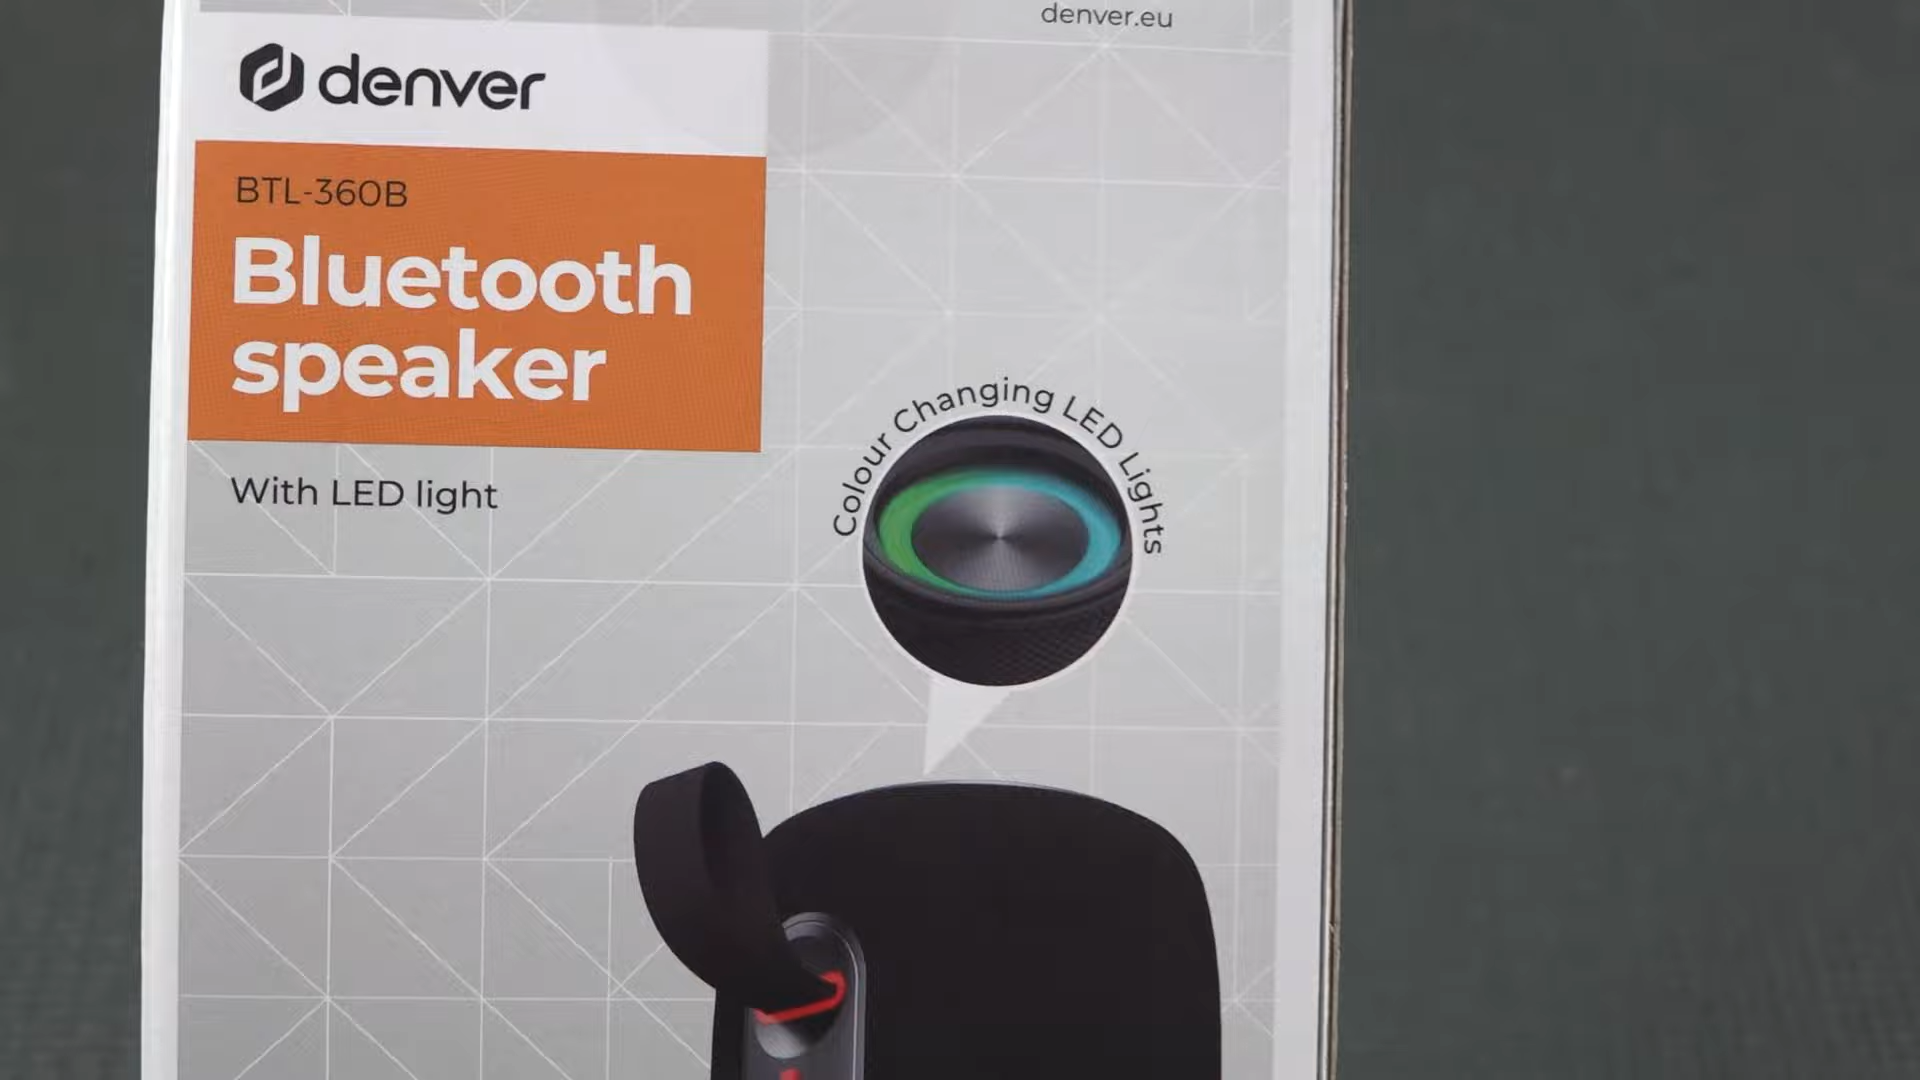 denver.eu
denver
BTL-360B
Bluetooth
speaker
With LED light
Colour Changing LED Lights